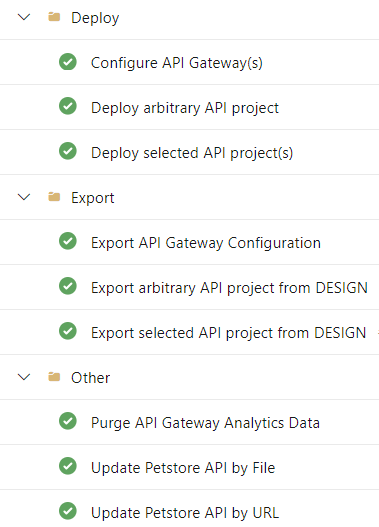 Deploy
Configure API Gateway(s)
Deploy arbitrary API project
Deploy selected API project(s)
Export
Export API Gateway Configuration
Export arbitrary API project from DESIGN
Export selected API project from DESIGN
Other
Purge API Gateway Analytics Data
Update Petstore API by File
Update Petstore API by URL